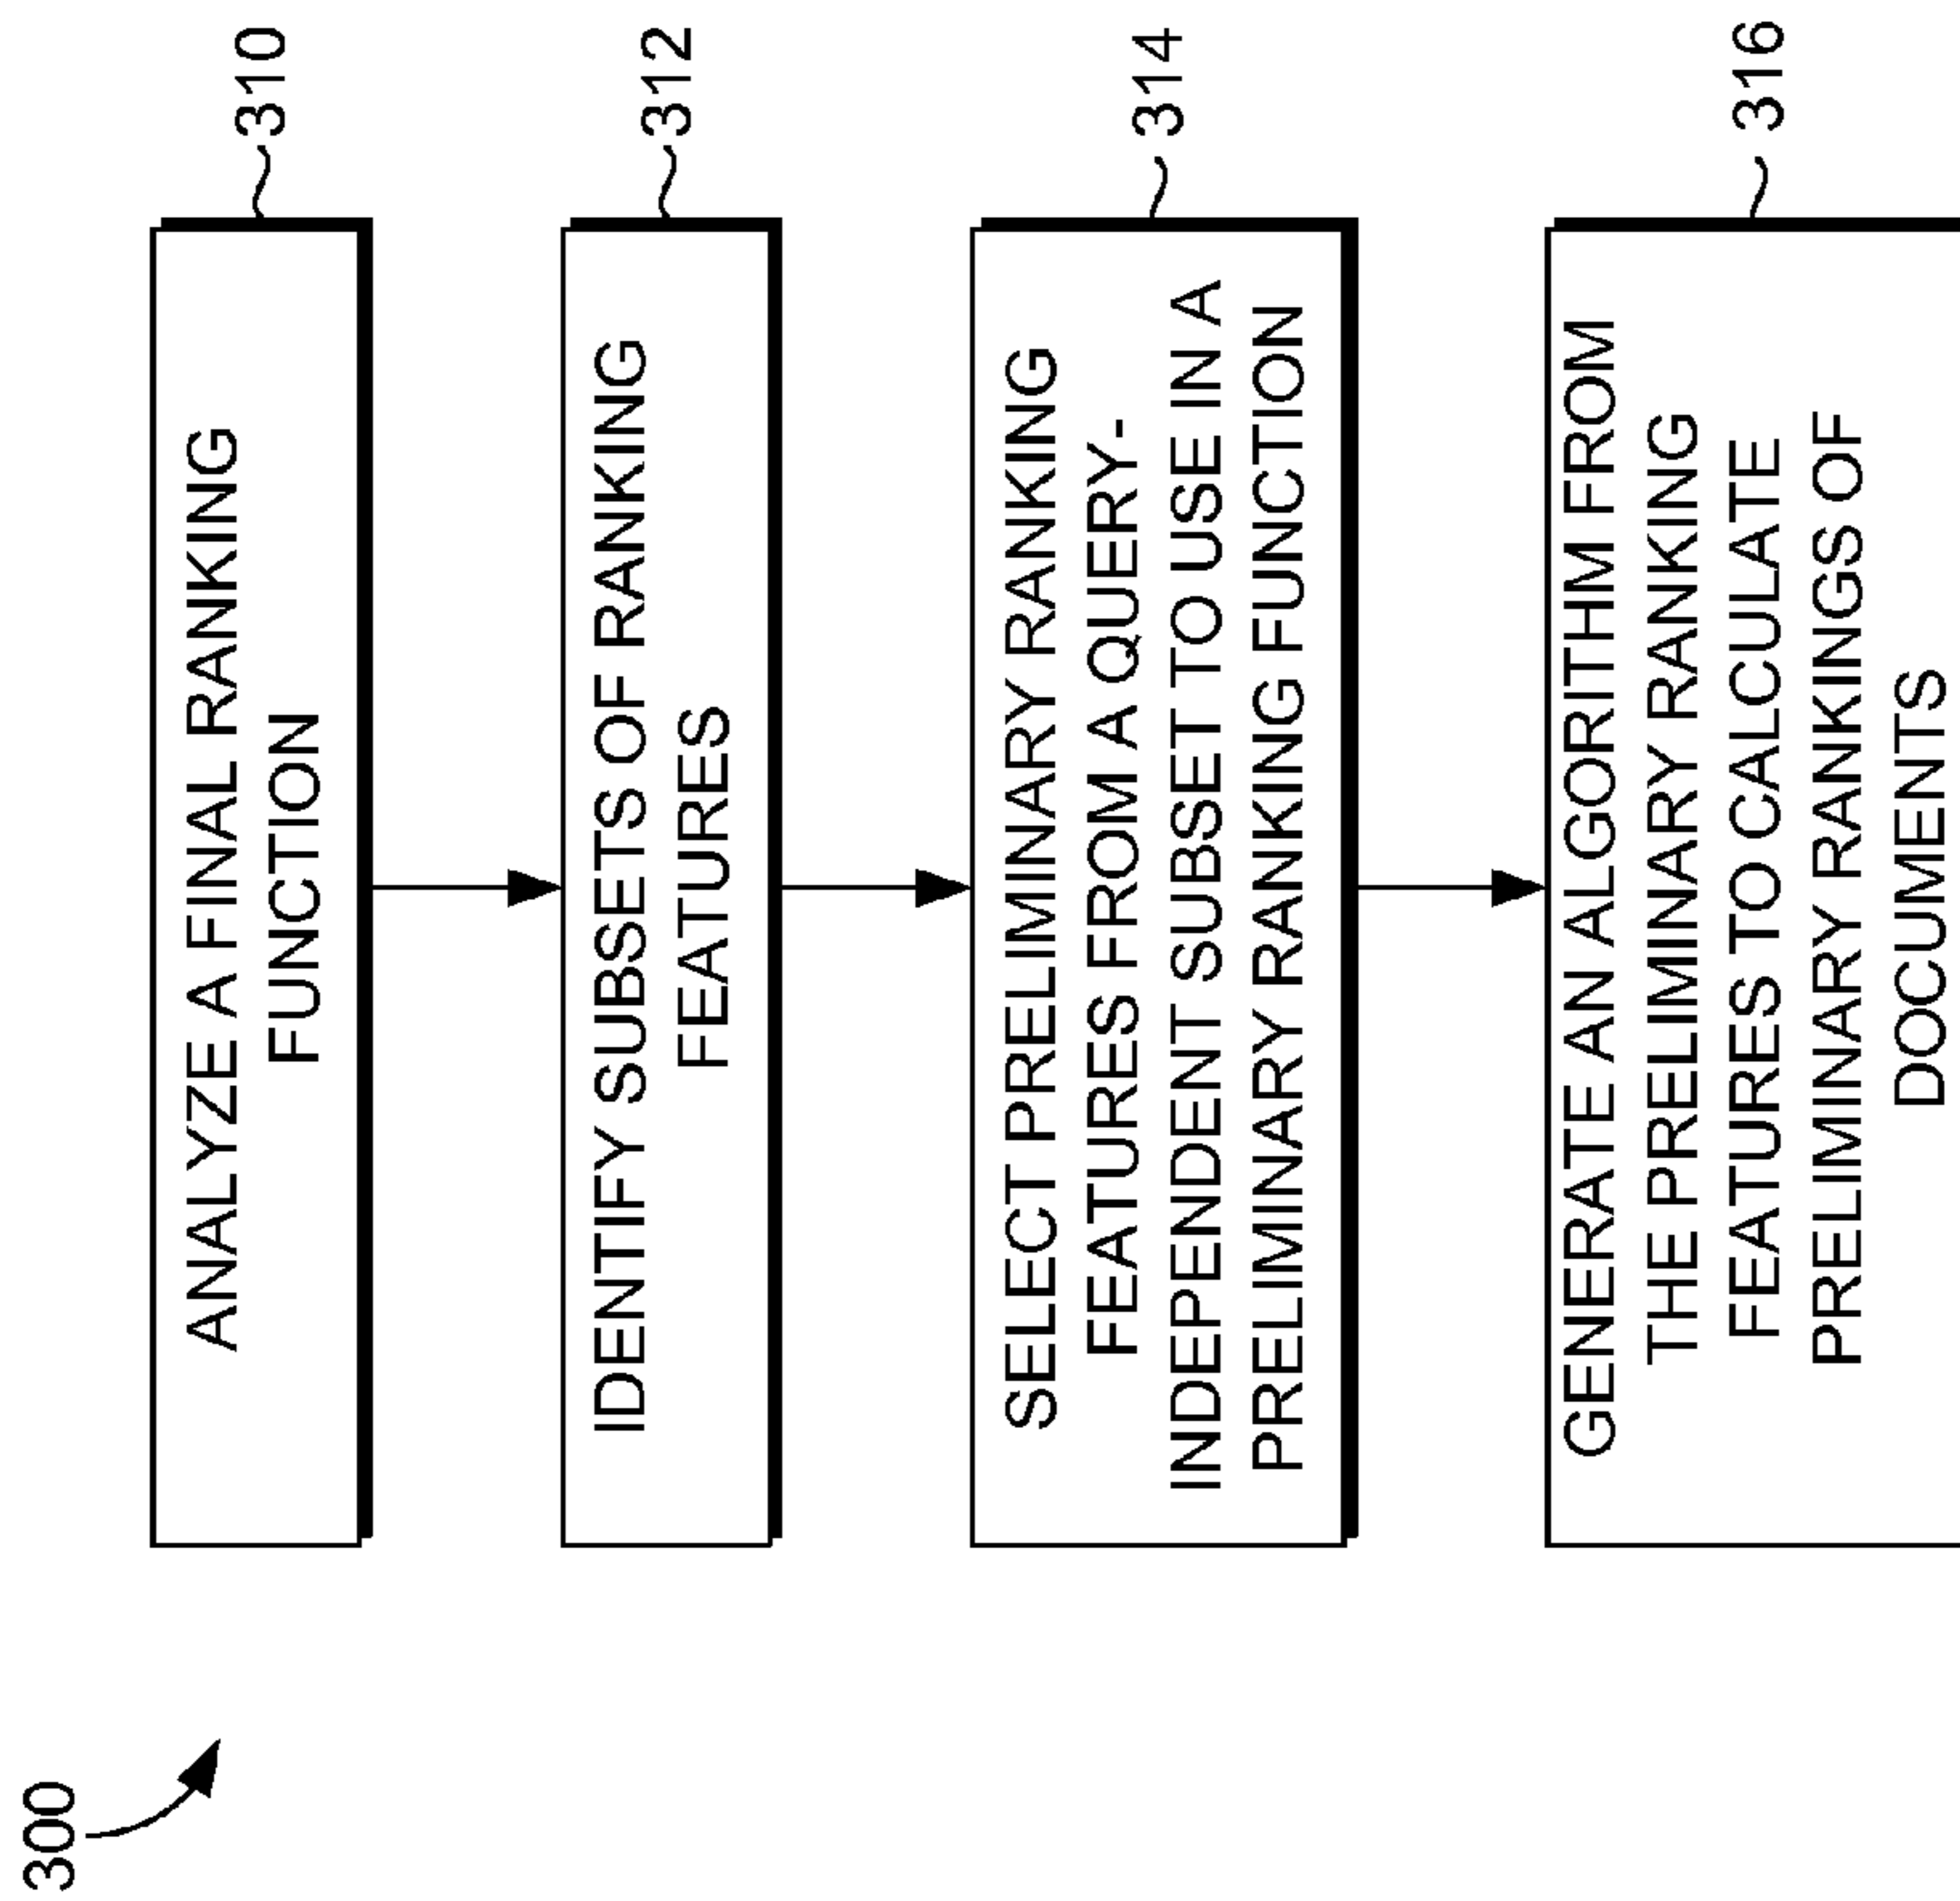 300
ANALYZE A FINAL RANKING
FUNCTION
310
IDENTIFY SUBSETS OF RANKING
FEATURES
312
SELECT PRELIMINARY RANKING
FEATURES FROM A QUERY-
INDEPENDENT SUBSET TO USE IN A
PRELIMINARY RANKING FUNCTION
314
GENERATE AN ALGORITHM FROM
THE PRELIMINARY RANKING
FEATURES TO CALCULATE
PRELIMINARY RANKINGS OF
DOCUMENTS
316